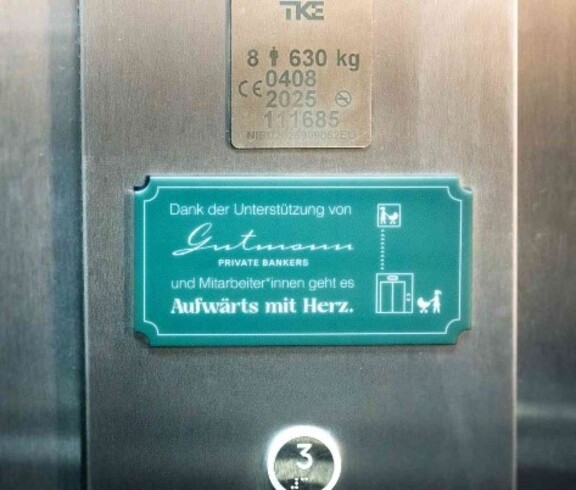 TKE
8 630 kg
CE 0408
2025
111685
Dank der Unterstützung von
Gutmann
PRIVATE BANKERS
und Mitarbeiter*innen geht es
Aufwärts mit Herz.
3